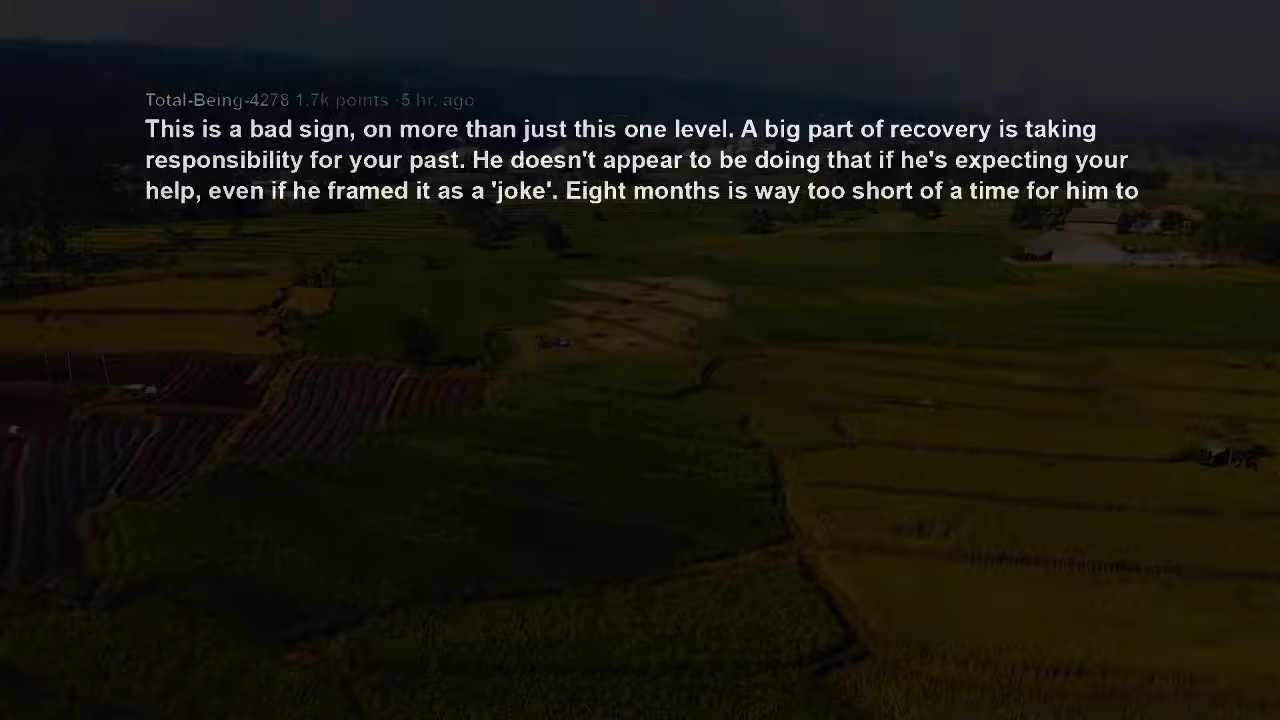 Total-Being-4278 1.7k points ·5 hr. ago
This is a bad sign, on more than just this one level. A big part of recovery is taking
responsibility for your past. He doesn't appear to be doing that if he's expecting your
help, even if he framed it as a 'joke'. Eight months is way too short of a time for him to